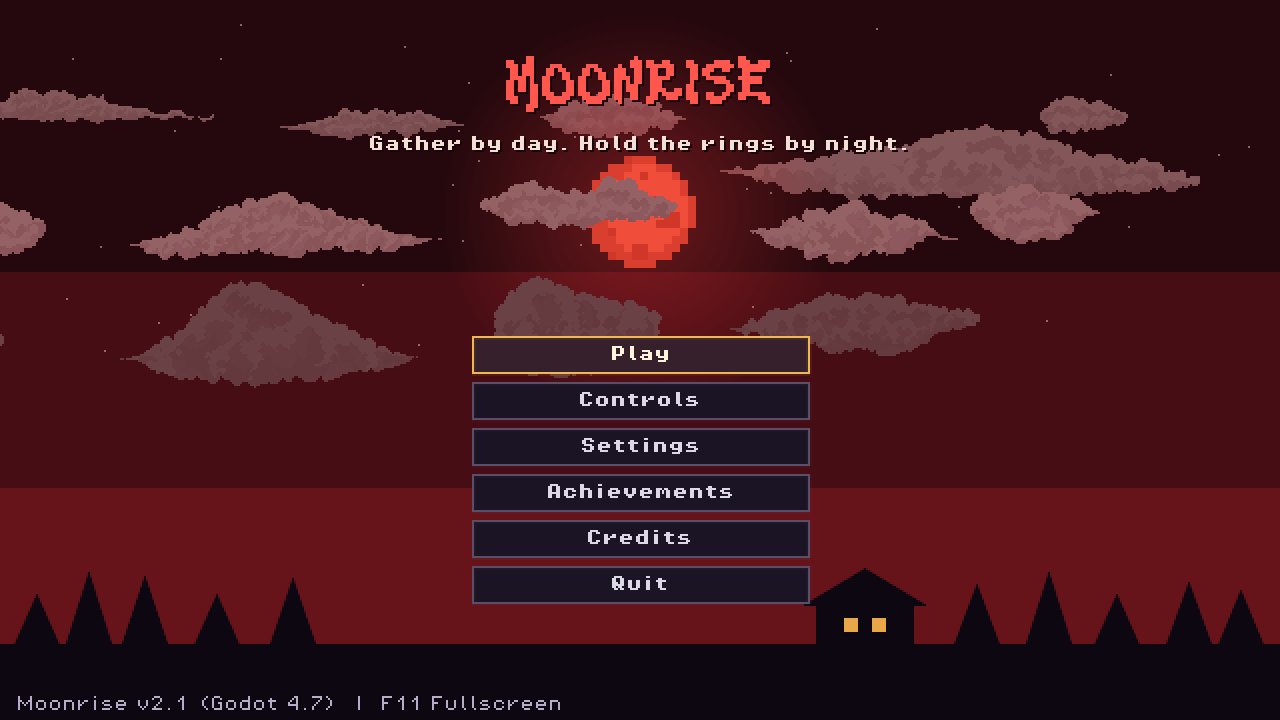 MOONRISE
Gather by day. Hold the rings by night.
Play
Controls
Settings
Achievements
Credits
Quit
Moonrise v2.1 (Godot 4.7) | F11 Fullscreen